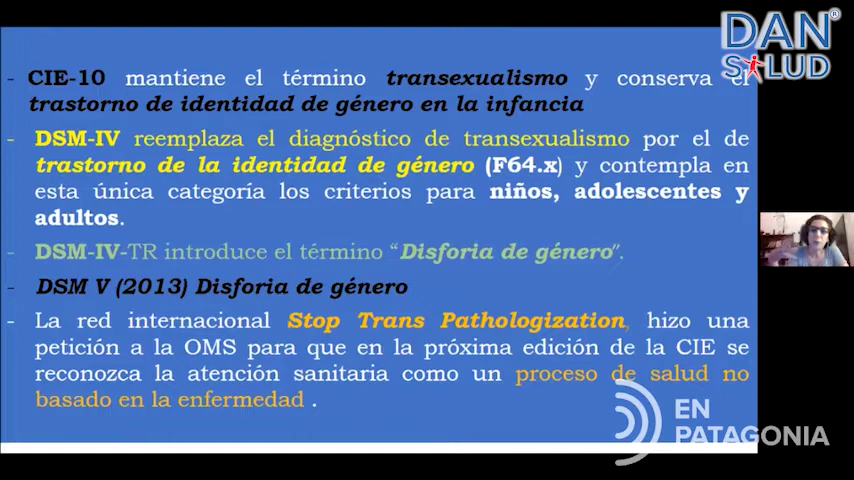 DAN®
SALUD
- CIE-10 mantiene el término transexualismo y conserva el
trastorno de identidad de género en la infancia
- DSM-IV reemplaza el diagnóstico de transexualismo por el de
trastorno de la identidad de género (F64.x) y contempla en
esta única categoría los criterios para niños, adolescentes y
adultos.
- DSM-IV-TR introduce el término “Disforia de género”.
- DSM V (2013) Disforia de género
- La red internacional Stop Trans Pathologization, hizo una
petición a la OMS para que en la próxima edición de la CIE se
reconozca la atención sanitaria como un proceso de salud no
basado en la enfermedad .
EN
PATAGONIA